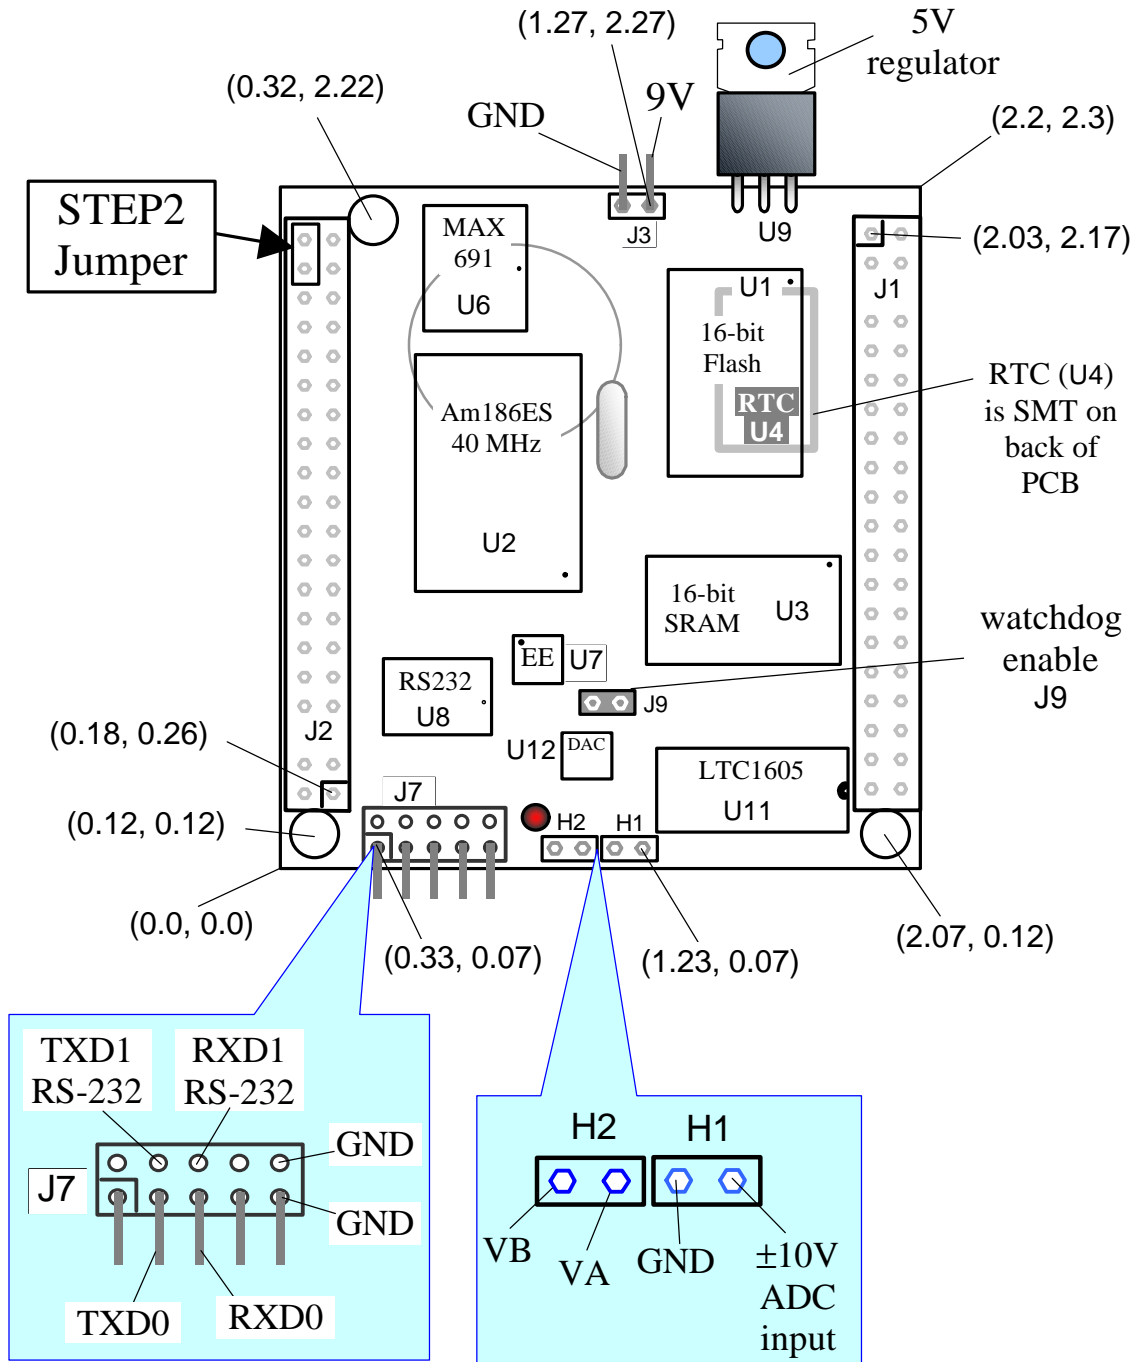 (1.27, 2.27)
5V
regulator
(0.32, 2.22)
9V
GND
(2.2, 2.3)
STEP2
Jumper
MAX
691
U6
J3
U9
(2.03, 2.17)
U1
J1
16-bit
Flash
RTC
U4
RTC (U4)
is SMT on
back of
PCB
Am186ES
40 MHz
U2
16-bit
SRAM
U3
watchdog
enable
J9
EE
U7
RS232
U8
J9
J2
(0.18, 0.26)
U12
DAC
LTC1605
U11
J7
(0.12, 0.12)
H2
H1
(0.0, 0.0)
(0.33, 0.07)
(1.23, 0.07)
(2.07, 0.12)
TXD1
RS-232
RXD1
RS-232
GND
J7
GND
TXD0
RXD0
H2
H1
VB
VA
GND
±10V
ADC
input